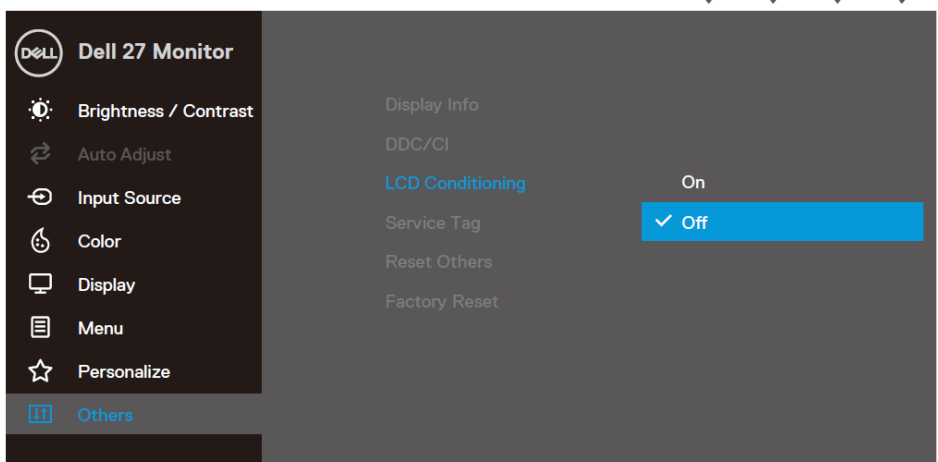 DELL
Dell 27 Monitor
Brightness / Contrast
Auto Adjust
Input Source
Color
Display
Menu
Personalize
Others
Display Info
DDC/CI
LCD Conditioning
Service Tag
Reset Others
Factory Reset
On
Off